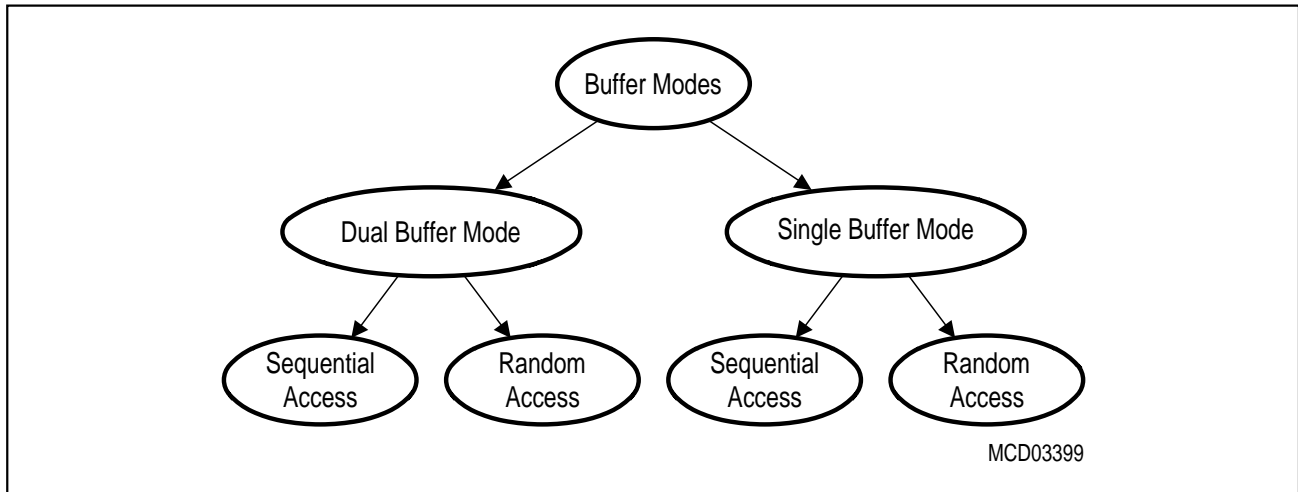 Buffer Modes
Dual Buffer Mode
Single Buffer Mode
Sequential
Access
Random
Access
Sequential
Access
Random
Access
MCD03399